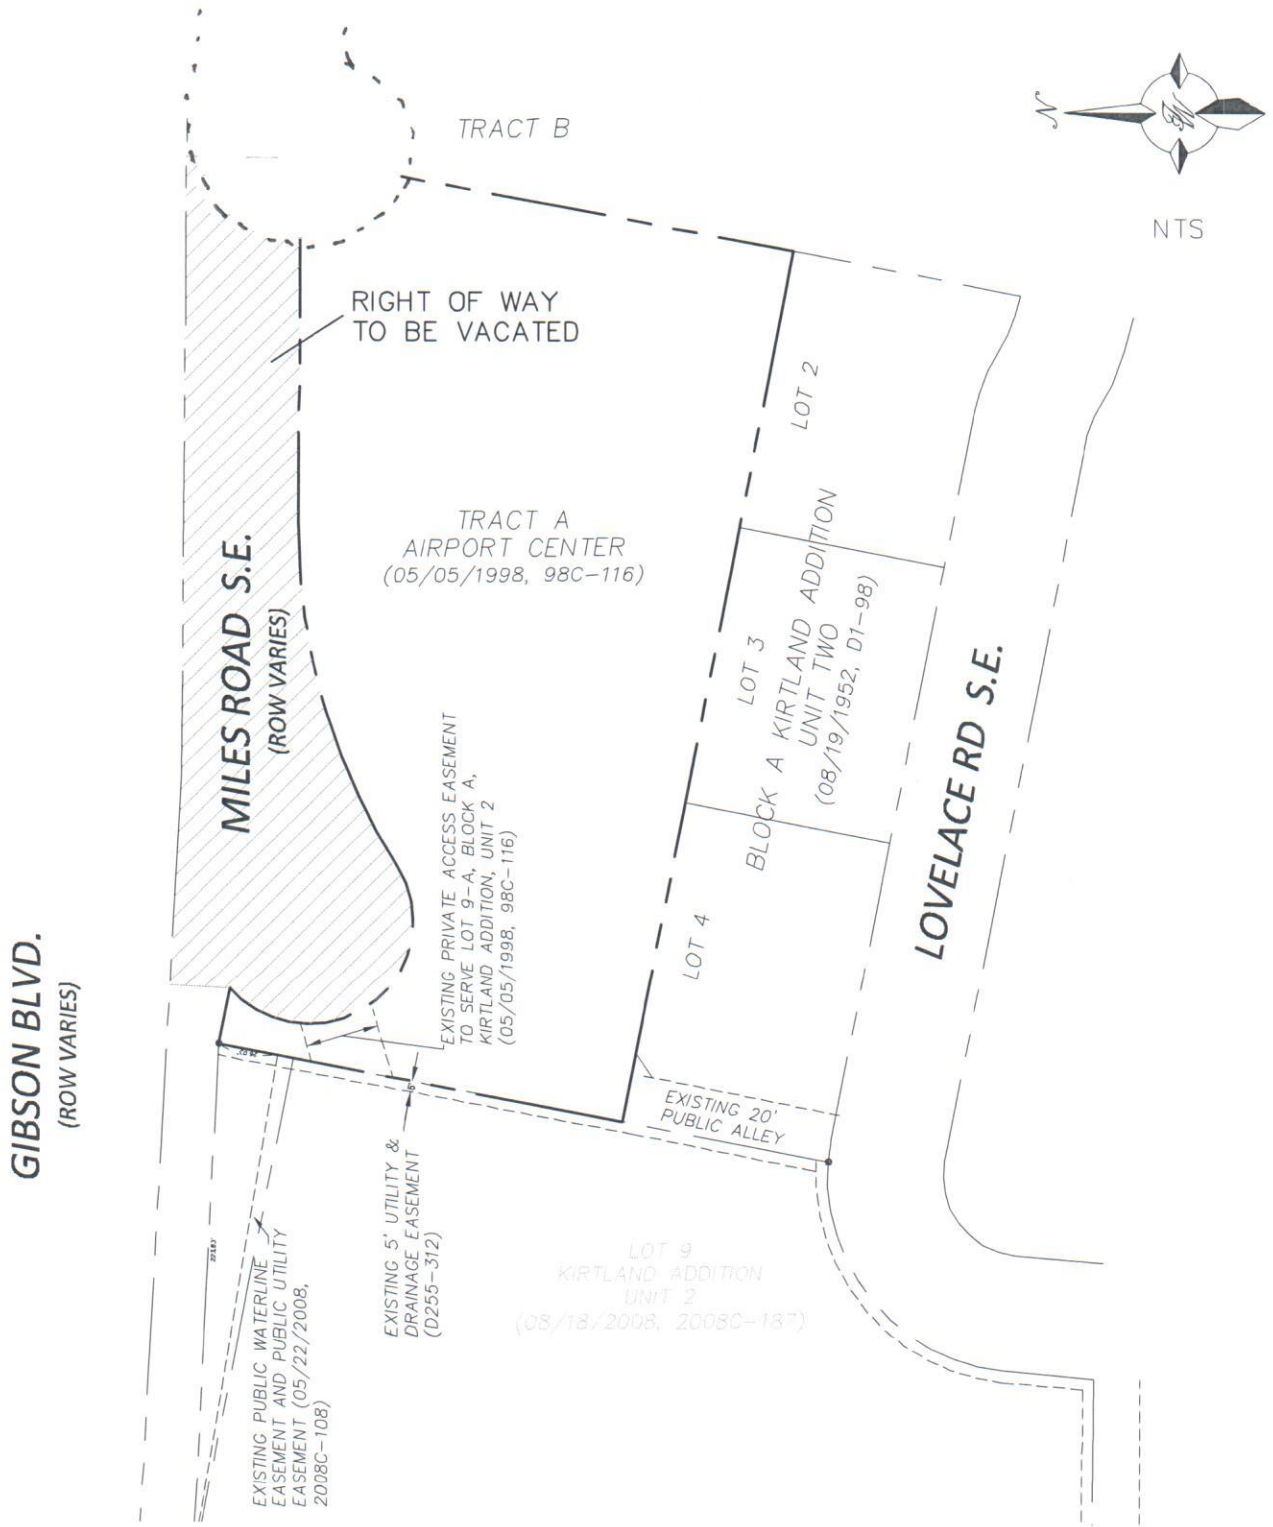 TRACT B
N
NTS
RIGHT OF WAY
TO BE VACATED
LOT 2
TRACT A
AIRPORT CENTER
(05/05/1998, 98C-116)
MILES ROAD S.E.
(ROW VARIES)
LOT 3
BLOCK A KIRTLAND ADDITION
UNIT TWO
(08/19/1952, D1-98)
LOVELACE RD S.E.
EXISTING PRIVATE ACCESS EASEMENT
TO SERVE LOT 9-A, BLOCK A,
KIRTLAND ADDITION, UNIT 2
(05/05/1998, 98C-116)
LOT 4
GIBSON BLVD.
(ROW VARIES)
5'
EXISTING 20'
PUBLIC ALLEY
EXISTING 5' UTILITY &
DRAINAGE EASEMENT
(D255-312)
EXISTING PUBLIC WATERLINE
EASEMENT AND PUBLIC UTILITY
EASEMENT (05/22/2008,
2008C-108)
LOT 9
KIRTLAND ADDITION
UNIT 2
(08/18/2008, 2008C-187)